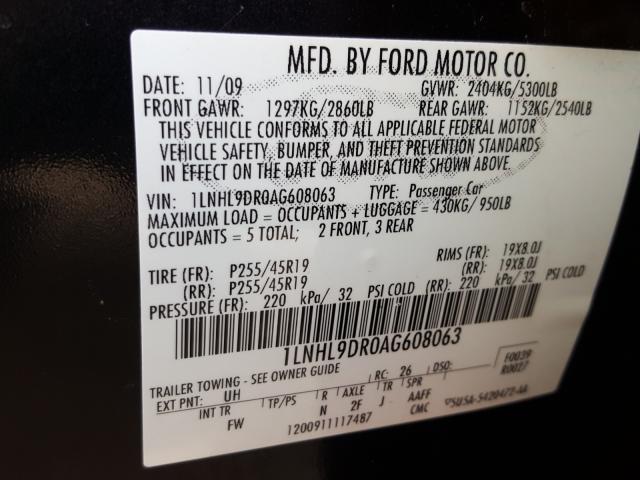 MFD. BY FORD MOTOR CO.
DATE: 11/09 GVWR: 2404KG/5300LB
FRONT GAWR: 1297KG/2860LB REAR GAWR: 1152KG/2540LB
THIS VEHICLE CONFORMS TO ALL APPLICABLE FEDERAL MOTOR
VEHICLE SAFETY, BUMPER, AND THEFT PREVENTION STANDARDS
IN EFFECT ON THE DATE OF MANUFACTURE SHOWN ABOVE.
VIN: 1LNHL9DR0AG608063 TYPE: Passenger Car
MAXIMUM LOAD = OCCUPANTS + LUGGAGE = 430KG/ 950LB
OCCUPANTS = 5 TOTAL; 2 FRONT, 3 REAR
TIRE (FR): P255/45R19 RIMS (FR): 19X8.0J
(RR): P255/45R19 (RR): 19X8.0J
PRESSURE (FR): 220 kPa/ 32 PSI COLD (RR): 220 kPa/ 32 PSI COLD
1LNHL9DR0AG608063
TRAILER TOWING - SEE OWNER GUIDE RC: 26 DSO: F0039
EXT PNT: UH R0027
INT TR TP/PS R AXLE TR SPR
FW N 2F J AAFF
1200911117487 CMC